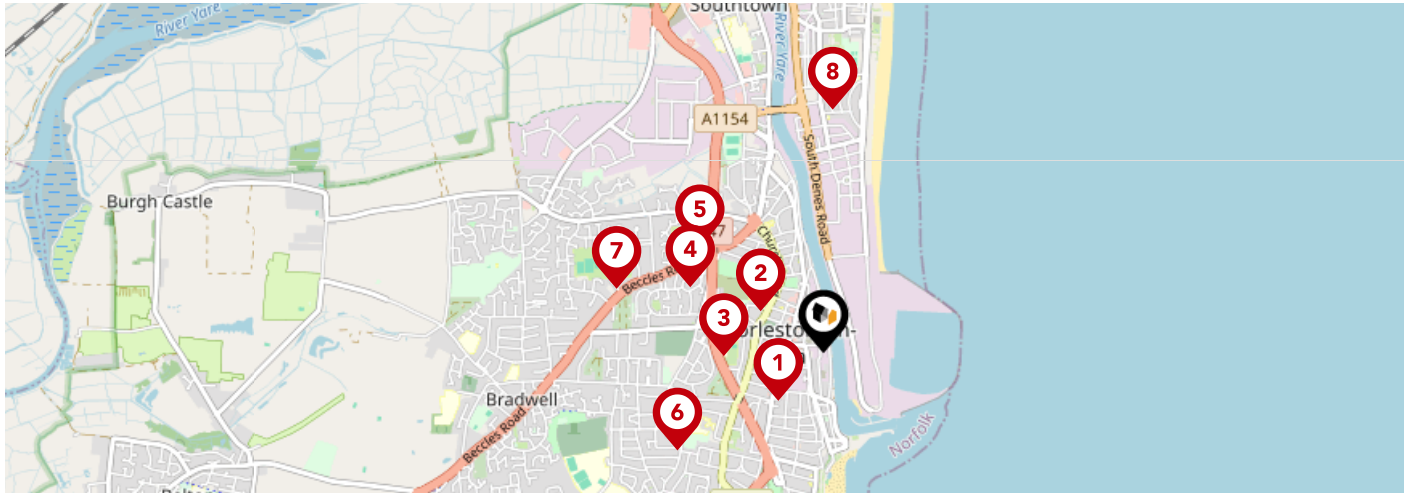 Southtown
River Yare
River Yare
8
A1154
South Denes Road
Burgh Castle
5
47
7
4
Beccles R
2
3
1
Bradwell
6
Beccles Road
Norfolk